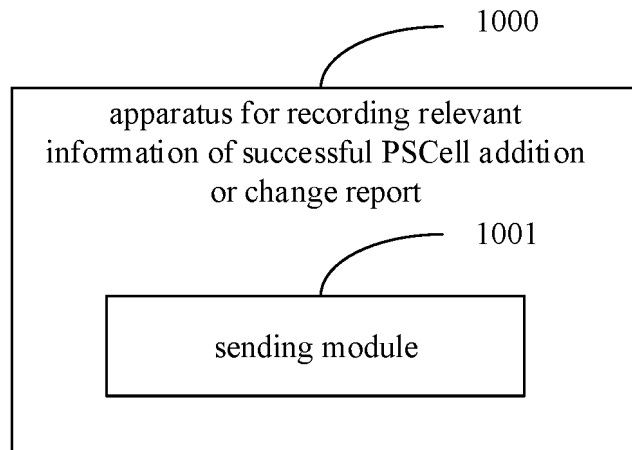 1000
apparatus for recording relevant
information of successful PSCell addition
or change report
1001
sending module